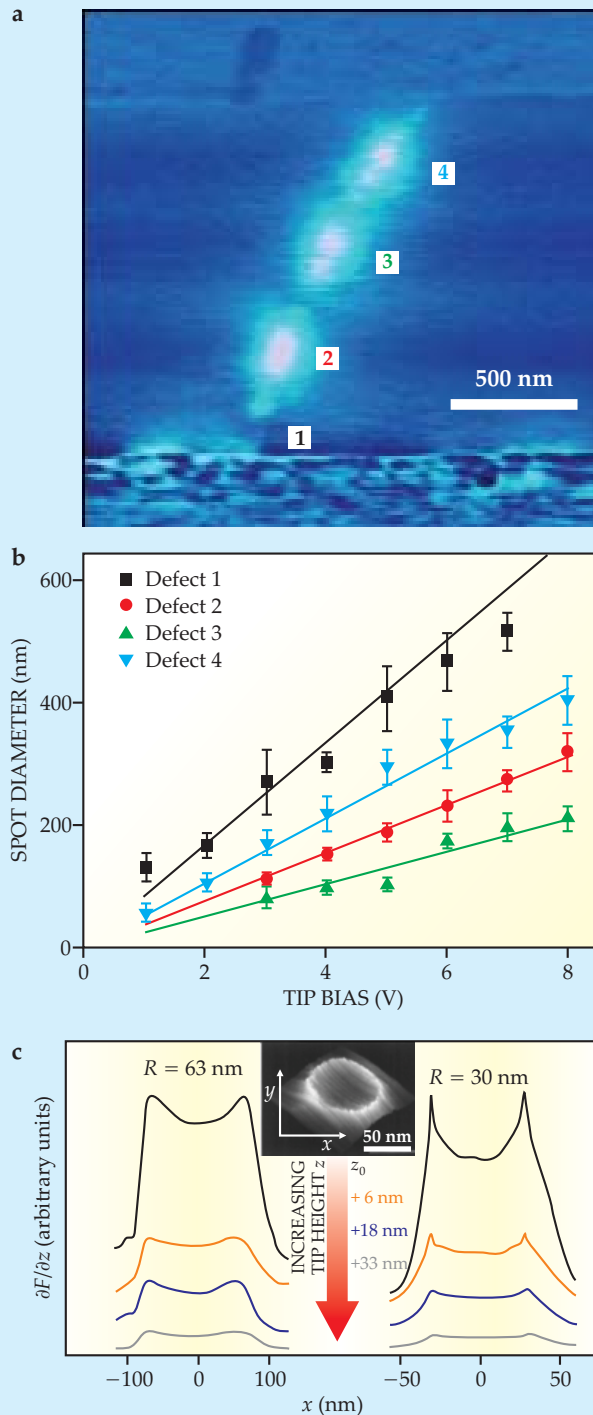 a
4
3
2
500 nm
1
b
600
Defect 1
Defect 2
Defect 3
Defect 4
400
200
0
SPOT DIAMETER
(nm)
0 2 4 6 8
TIP BIAS (V)
c
R = 63 nm
R = 30 nm
y
x
50 nm
INCREASING
TIP HEIGHT z
z₀
+ 6 nm
+18 nm
+33 nm
∂F/∂z (arbitrary units)
−100 0 100
−50 0 50
x (nm)